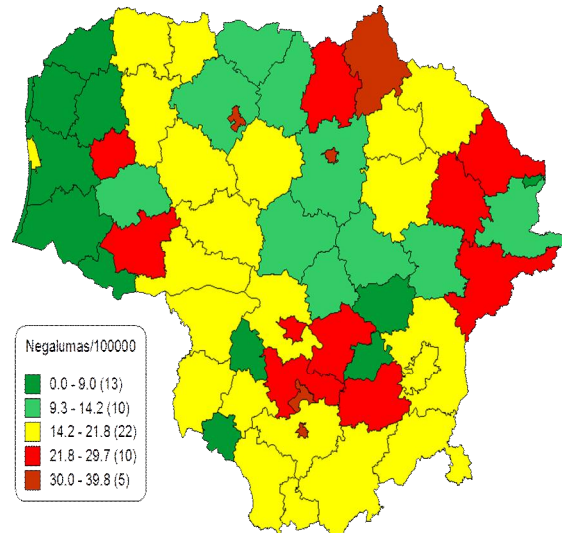 Negalumas/100000
0.0 - 9.0 (13)
9.3 - 14.2 (10)
14.2 - 21.8 (22)
21.8 - 29.7 (10)
30.0 - 39.8 (5)